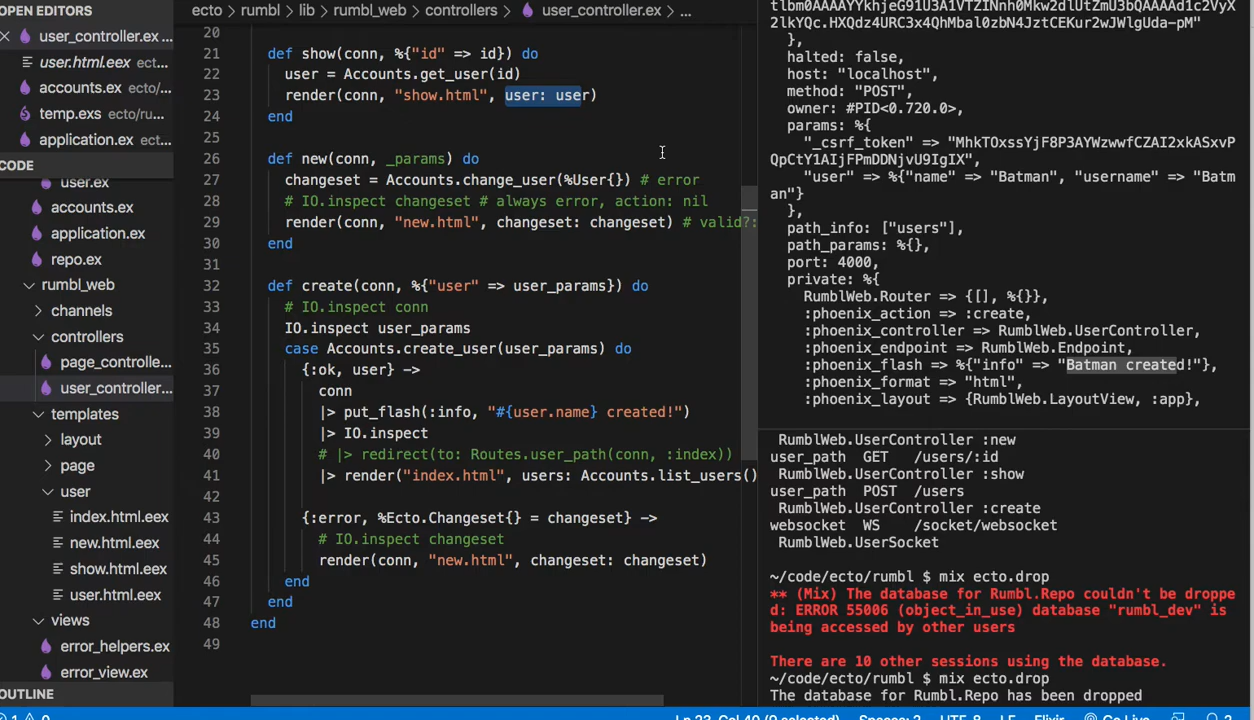 OPEN EDITORS
user_controller.ex ...
user.html.eex ect...
accounts.ex ecto/...
temp.exs ecto/ru...
application.ex ect...
CODE
user.ex
accounts.ex
application.ex
repo.ex
rumbl_web
channels
controllers
page_controlle...
user_controller...
templates
layout
page
user
index.html.eex
new.html.eex
show.html.eex
user.html.eex
views
error_helpers.ex
error_view.ex
OUTLINE
ecto > rumbl > lib > rumbl_web > controllers > user_controller.ex > ...
20
21 def show(conn, %{"id" => id}) do
22 user = Accounts.get_user(id)
23 render(conn, "show.html", user: user)
24 end
25
26 def new(conn, _params) do
27 changeset = Accounts.change_user(%User{}) # error
28 # IO.inspect changeset # always error, action: nil
29 render(conn, "new.html", changeset: changeset) # valid?:
30 end
31
32 def create(conn, %{"user" => user_params}) do
33 # IO.inspect conn
34 IO.inspect user_params
35 case Accounts.create_user(user_params) do
36 {:ok, user} ->
37 conn
38 |> put_flash(:info, "#{user.name} created!")
39 |> IO.inspect
40 # |> redirect(to: Routes.user_path(conn, :index))
41 |> render("index.html", users: Accounts.list_users()
42
43 {:error, %Ecto.Changeset{} = changeset} ->
44 # IO.inspect changeset
45 render(conn, "new.html", changeset: changeset)
46 end
47 end
48 end
49
2lkYQc.HXQdz4URC3x4QhMbal0zbN4JztCEKur2wJWlgUda-pM"
},
halted: false,
host: "localhost",
method: "POST",
owner: #PID<0.720.0>,
params: %{
"_csrf_token" => "MhkTOxssYjF8P3AYWzwwfCZAI2xkASxvP
QpCtY1AIjFPmDDNjvU9IgIX",
"user" => %{"name" => "Batman", "username" => "Batm
an"}
},
path_info: ["users"],
path_params: %{},
port: 4000,
private: %{
RumblWeb.Router => {[], %{}},
:phoenix_action => :create,
:phoenix_controller => RumblWeb.UserController,
:phoenix_endpoint => RumblWeb.Endpoint,
:phoenix_flash => %{"info" => "Batman created!"},
:phoenix_format => "html",
:phoenix_layout => {RumblWeb.LayoutView, :app},
RumblWeb.UserController :new
user_path GET /users/:id
RumblWeb.UserController :show
user_path POST /users
RumblWeb.UserController :create
websocket WS /socket/websocket
RumblWeb.UserSocket
~/code/ecto/rumbl $ mix ecto.drop
** (Mix) The database for Rumbl.Repo couldn't be droppe
d: ERROR 55006 (object_in_use) database "rumbl_dev" is
being accessed by other users
There are 10 other sessions using the database.
~/code/ecto/rumbl $ mix ecto.drop
The database for Rumbl.Repo has been dropped